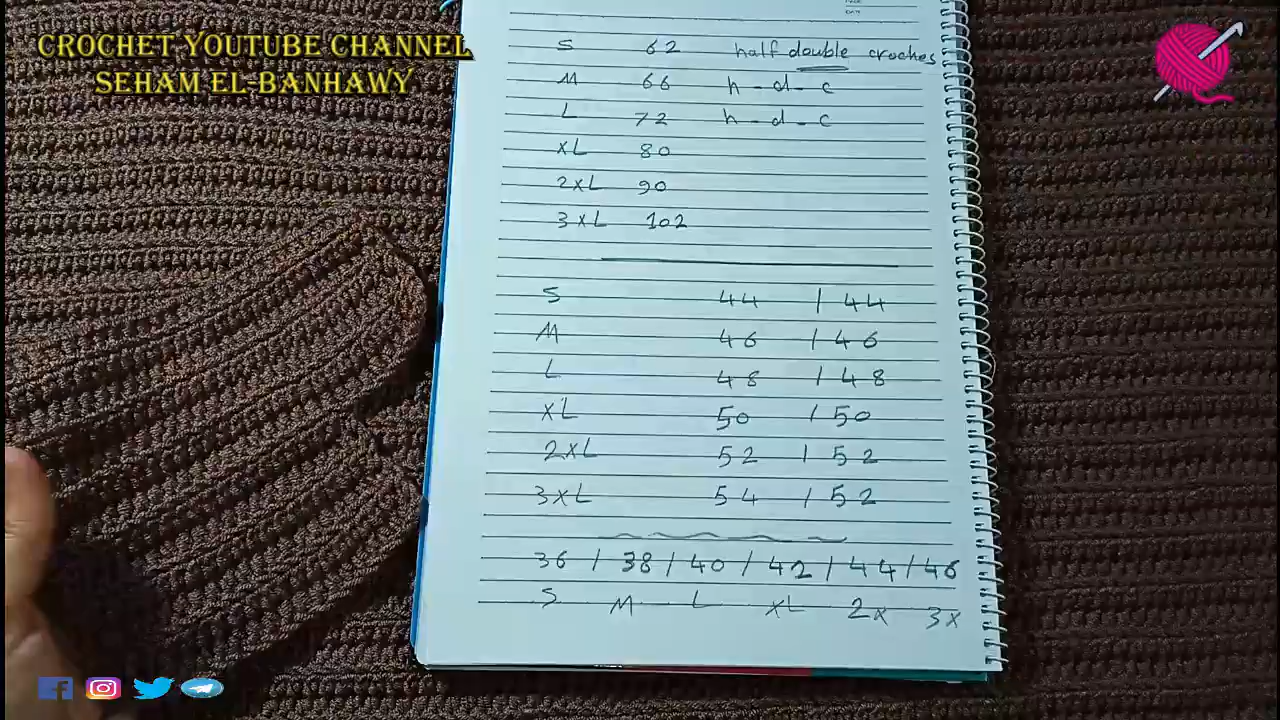 CROCHET YOUTUBE CHANNEL
SEHAM EL-BANHAWY
S 62 half double croches
M 66 h-d-c
L 72 h-d-c
XL 80
2XL 90
3XL 102
S 44 / 44
M 46 / 46
L 48 / 48
XL 50 / 50
2XL 52 / 52
3XL 54 / 52
36 / 38 / 40 / 42 / 44 / 46
S M L XL 2X 3X